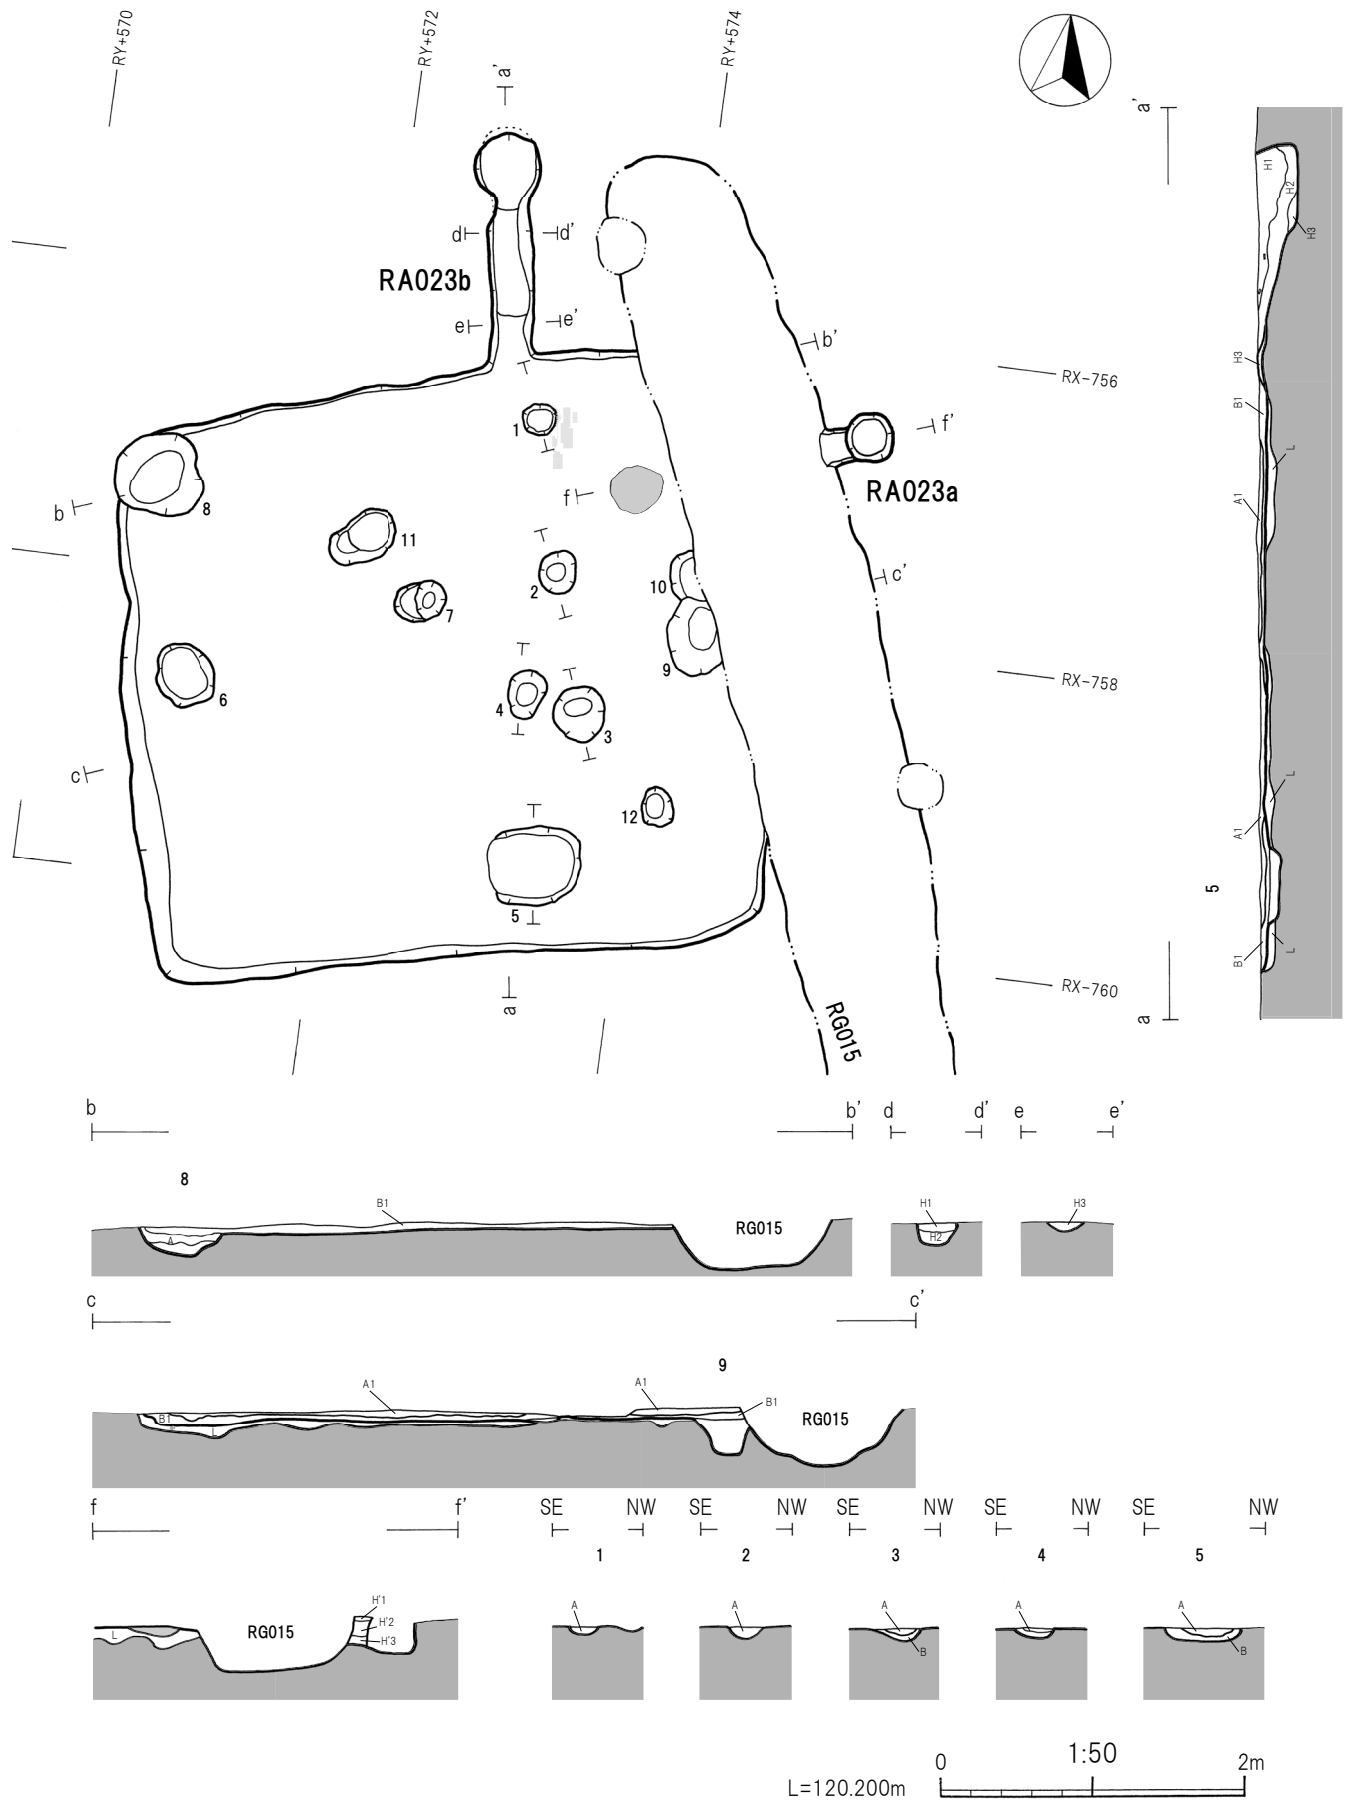 RY+570
RY+572
RY+574
a'
a'
H1
H2
H3
d d'
RA023b
e e'
b'
H3
RX-756
B1
1
f'
L
f
RA023a
A1
b
8
11
2
10
c'
7
9
RX-758
6
4
3
c
L
12
A1
5
5
L
B1
RX-760
a
a
RG015
b b' d d' e e'
8
B1
RG015
A
H1
H2
H3
c c'
9
A1
A1
B1
B1
RG015
L
f f' SE NW SE NW SE NW SE NW SE NW
1 2 3 4 5
H'1
H'2
H'3
RG015
L
A A A A A
B B
1:50
0 2m
L=120.200m